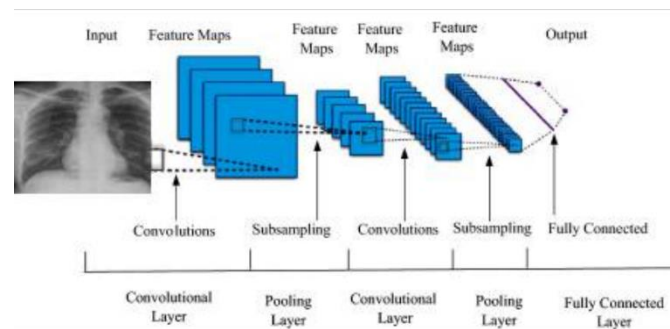 Input
Feature Maps
Feature
Maps
Feature
Maps
Feature
Maps
Output
Convolutions
Subsampling
Convolutions
Subsampling
Fully Connected
Convolutional
Layer
Pooling
Layer
Convolutional
Layer
Pooling
Layer
Fully Connected
Layer